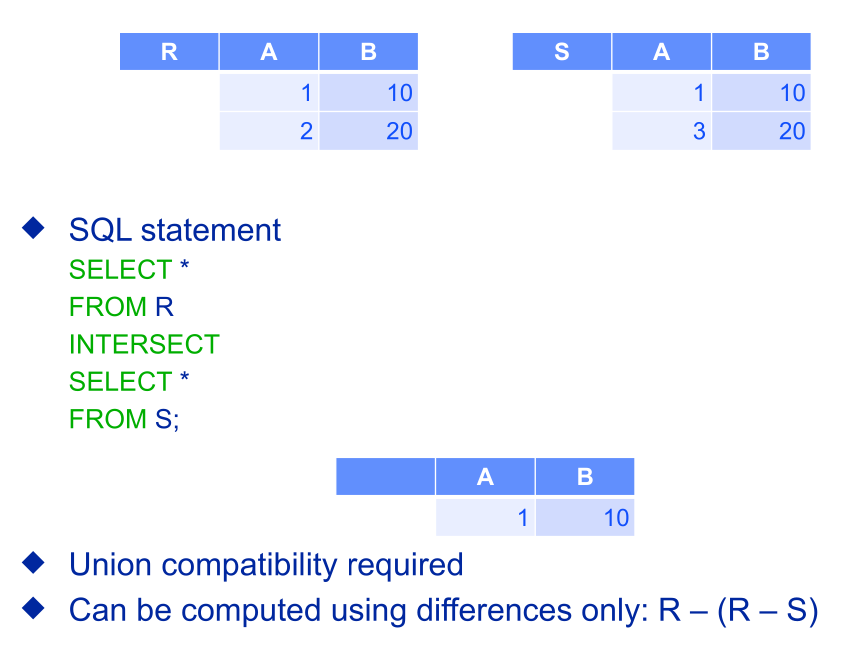 R A B S A B
1 10 1 10
2 20 3 20
◆ SQL statement
SELECT *
FROM R
INTERSECT
SELECT *
FROM S;
A B
1 10
◆ Union compatibility required
◆ Can be computed using differences only: R – (R – S)